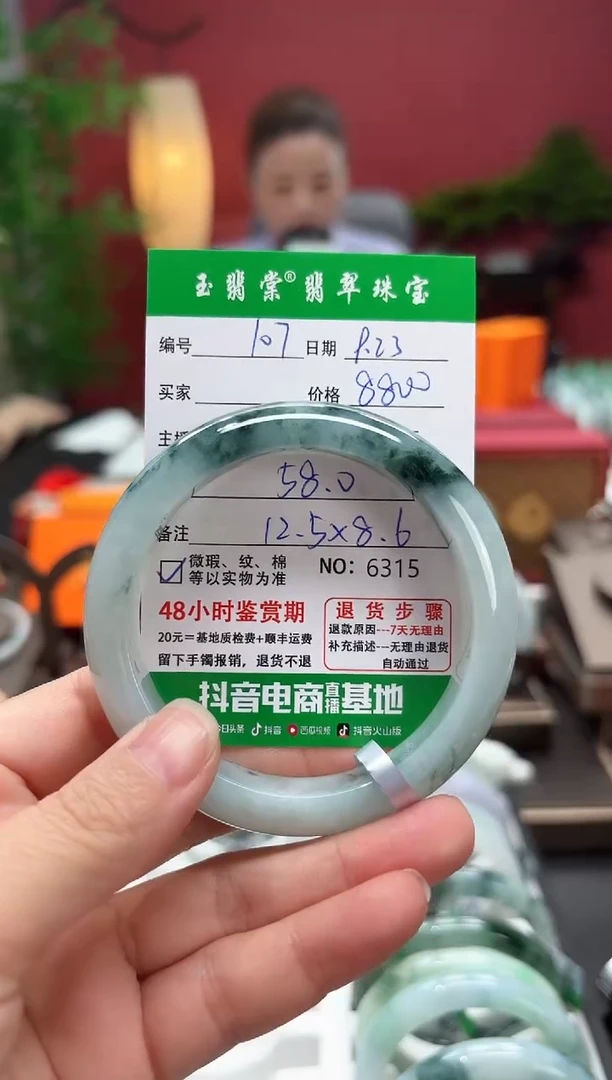 玉翡棠®翡翠珠宝
编号 107 日期 8.23
买家 价格 8800
主播
58.0
备注 12.5×8.6
微瑕、纹、棉
等以实物为准
NO: 6315
48小时鉴赏期
20元=基地质检费+顺丰运费
留下手镯报销，退货不退
退货步骤
退款原因---7天无理由
补充描述---无理由退货
自动通过
抖音电商直播基地
今日头条 抖音 西瓜视频 抖音火山版